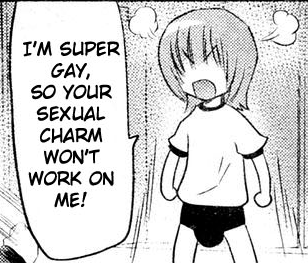 I'M SUPER
GAY,
SO YOUR
SEXUAL
CHARM
WON'T
WORK ON
ME!